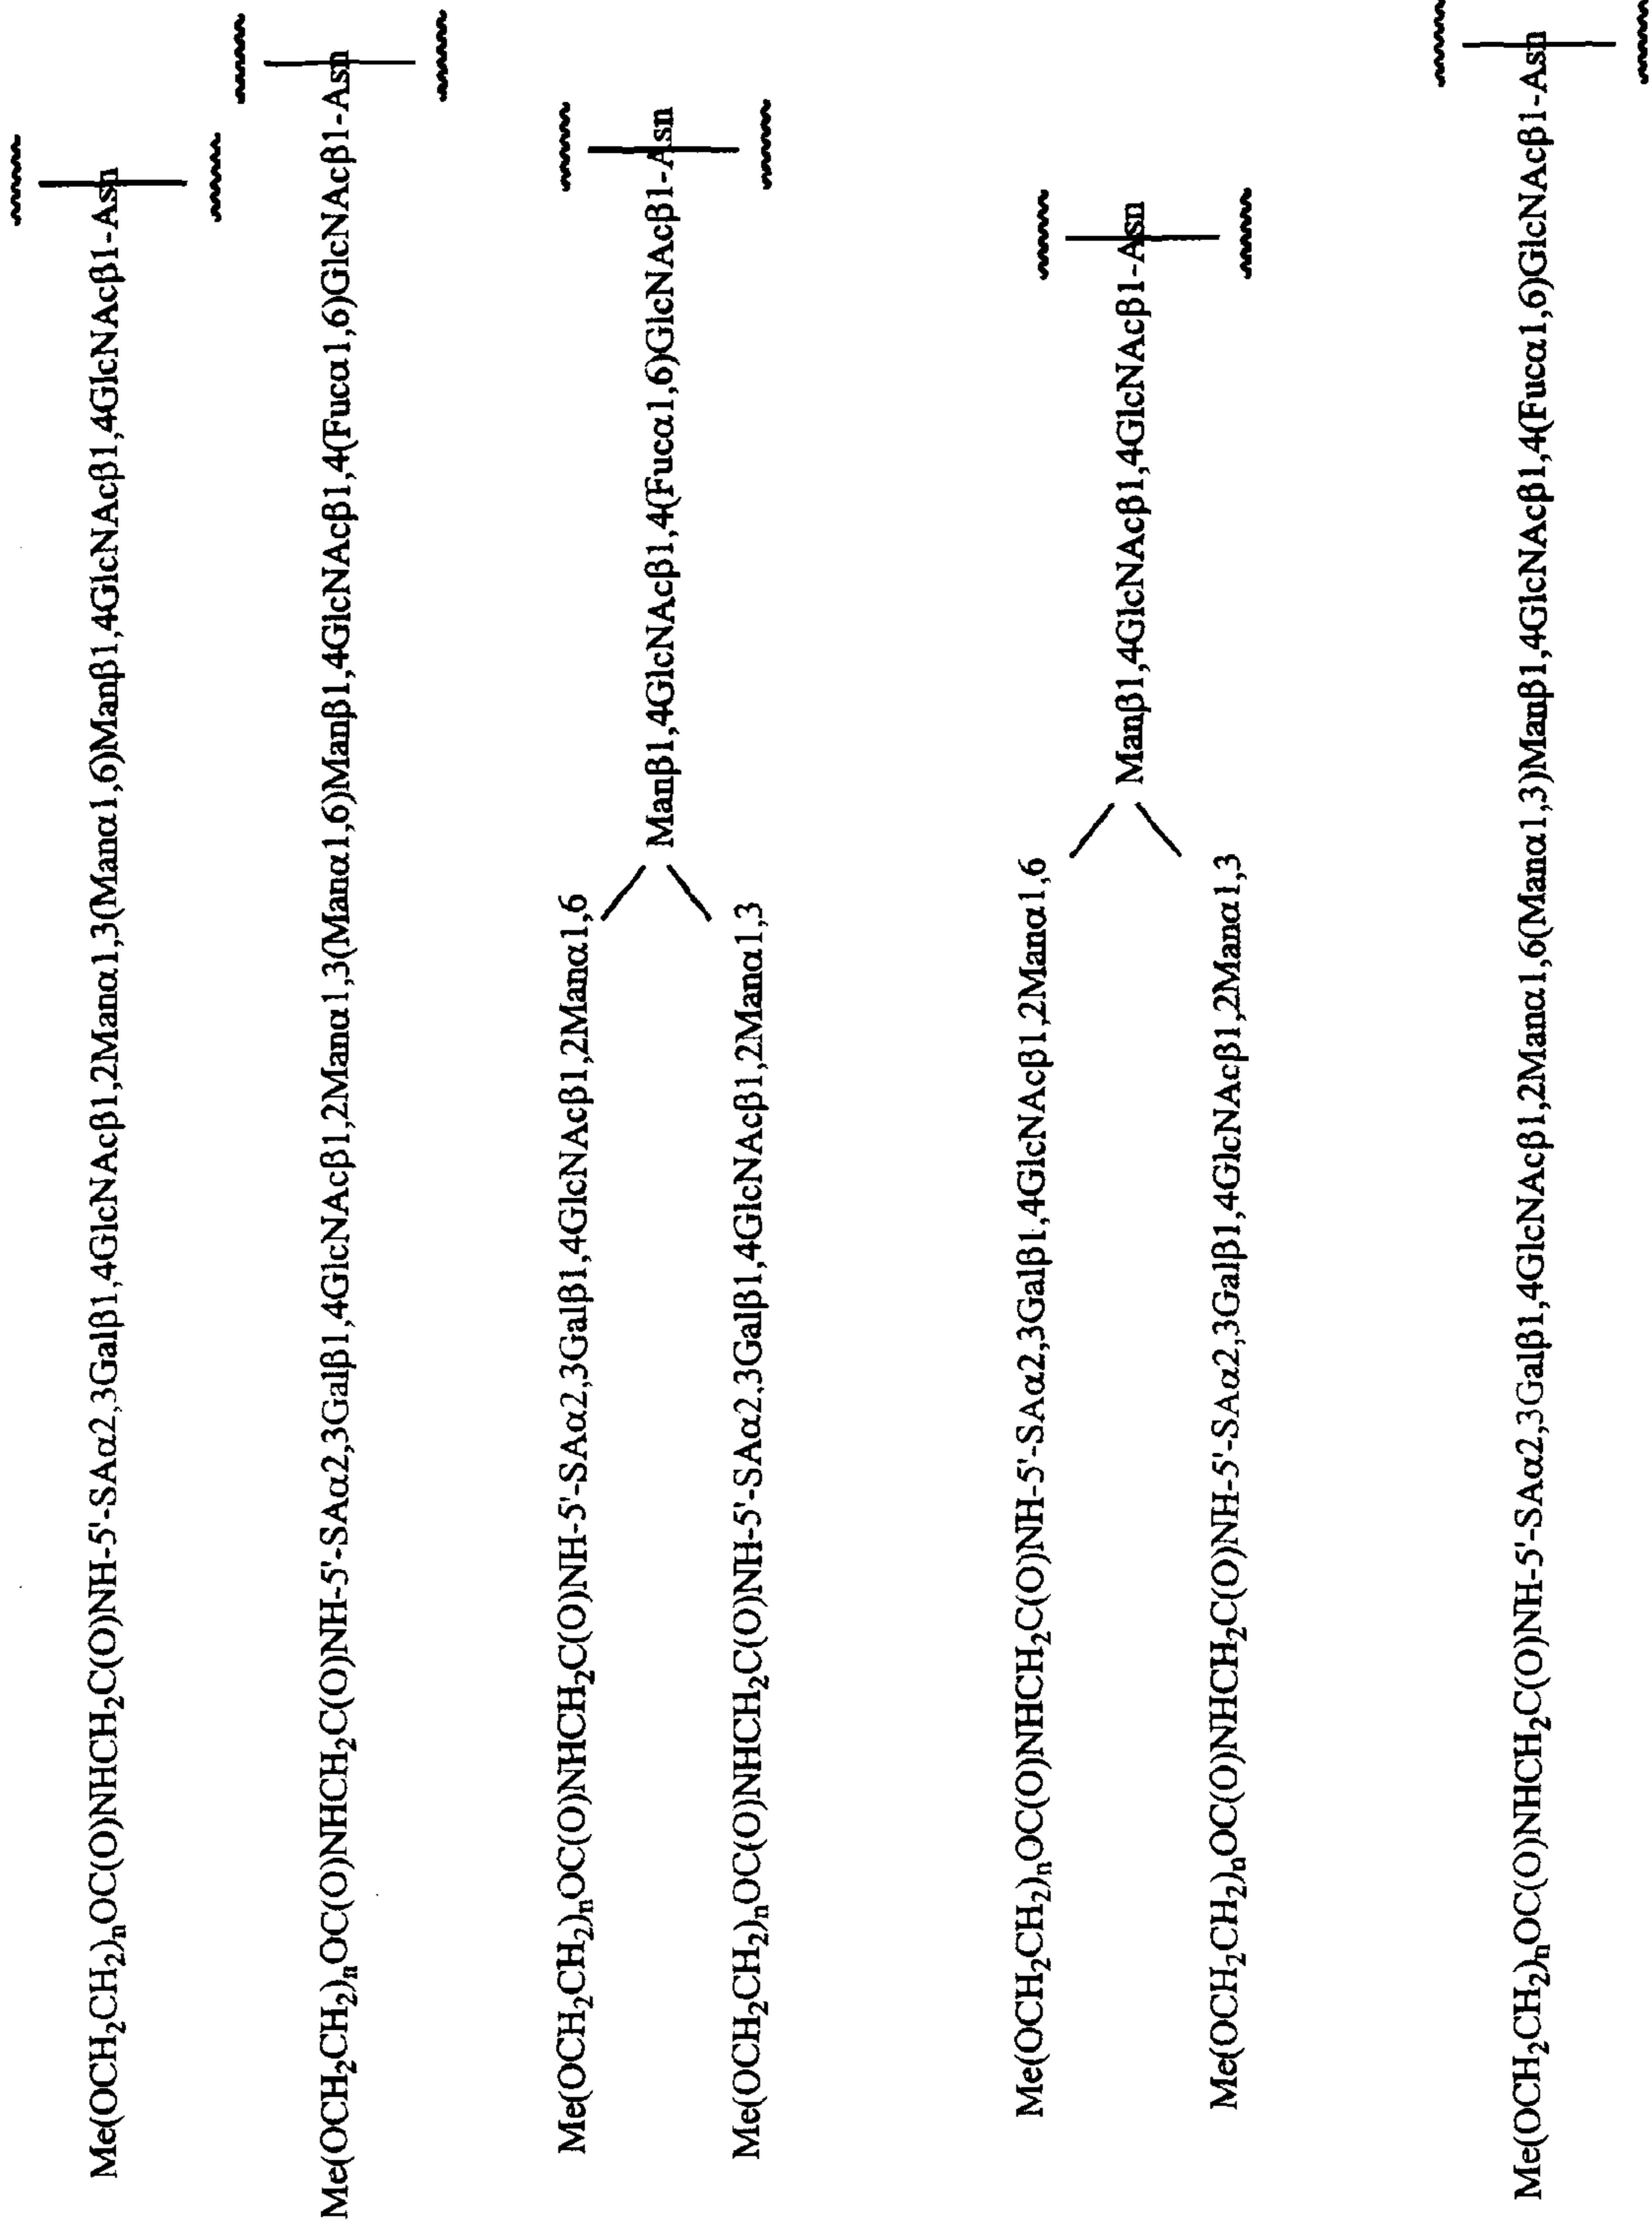 Me(OCH₂CH₂)ₙOC(O)NHCH₂C(O)NH-5'-SAα2,3Galβ1,4GlcNAcβ1,2Manα1,3(Manα1,6)Manβ1,4GlcNAcβ1,4GlcNAcβ1-Asn
Me(OCH₂CH₂)ₙOC(O)NHCH₂C(O)NH-5'-SAα2,3Galβ1,4GlcNAcβ1,2Manα1,3(Manα1,6)Manβ1,4GlcNAcβ1,4(Fucα1,6)GlcNAcβ1-Asn
Me(OCH₂CH₂)ₙOC(O)NHCH₂C(O)NH-5'-SAα2,3Galβ1,4GlcNAcβ1,2Manα1,6
Manβ1,4GlcNAcβ1,4(Fucα1,6)GlcNAcβ1-Asn
Me(OCH₂CH₂)ₙOC(O)NHCH₂C(O)NH-5'-SAα2,3Galβ1,4GlcNAcβ1,2Manα1,3
Me(OCH₂CH₂)ₙOC(O)NHCH₂C(O)NH-5'-SAα2,3Galβ1,4GlcNAcβ1,2Manα1,6
Manβ1,4GlcNAcβ1,4GlcNAcβ1-Asn
Me(OCH₂CH₂)ₙOC(O)NHCH₂C(O)NH-5'-SAα2,3Galβ1,4GlcNAcβ1,2Manα1,3
Me(OCH₂CH₂)ₙOC(O)NHCH₂C(O)NH-5'-SAα2,3Galβ1,4GlcNAcβ1,2Manα1,6(Manα1,3)Manβ1,4GlcNAcβ1,4(Fucα1,6)GlcNAcβ1-Asn